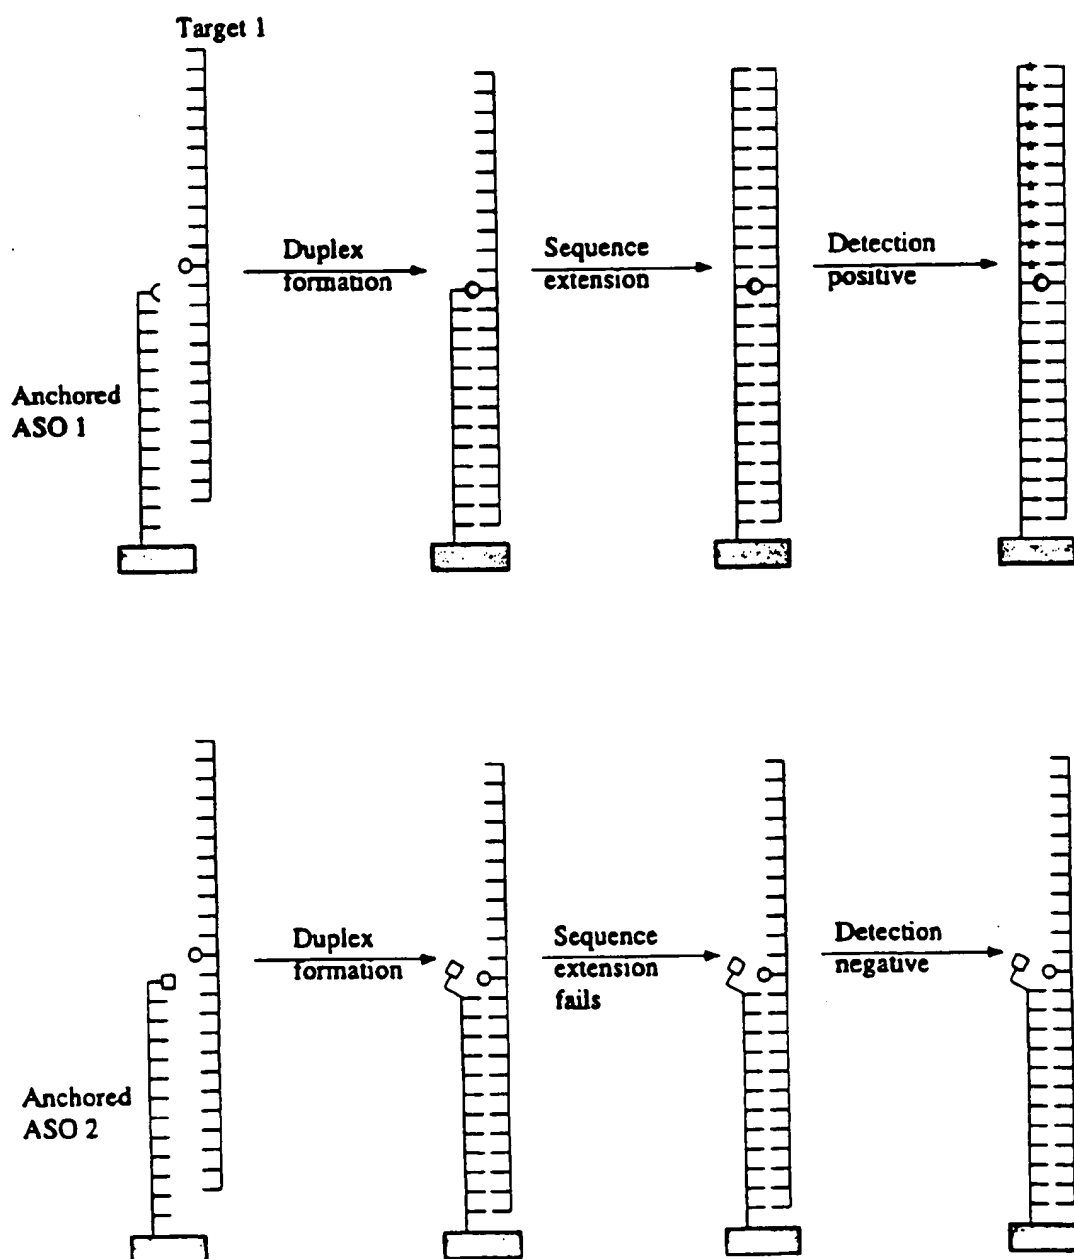 Target 1
Duplex
formation
Sequence
extension
Detection
positive
Anchored
ASO 1
Duplex
formation
Sequence
extension
fails
Detection
negative
Anchored
ASO 2